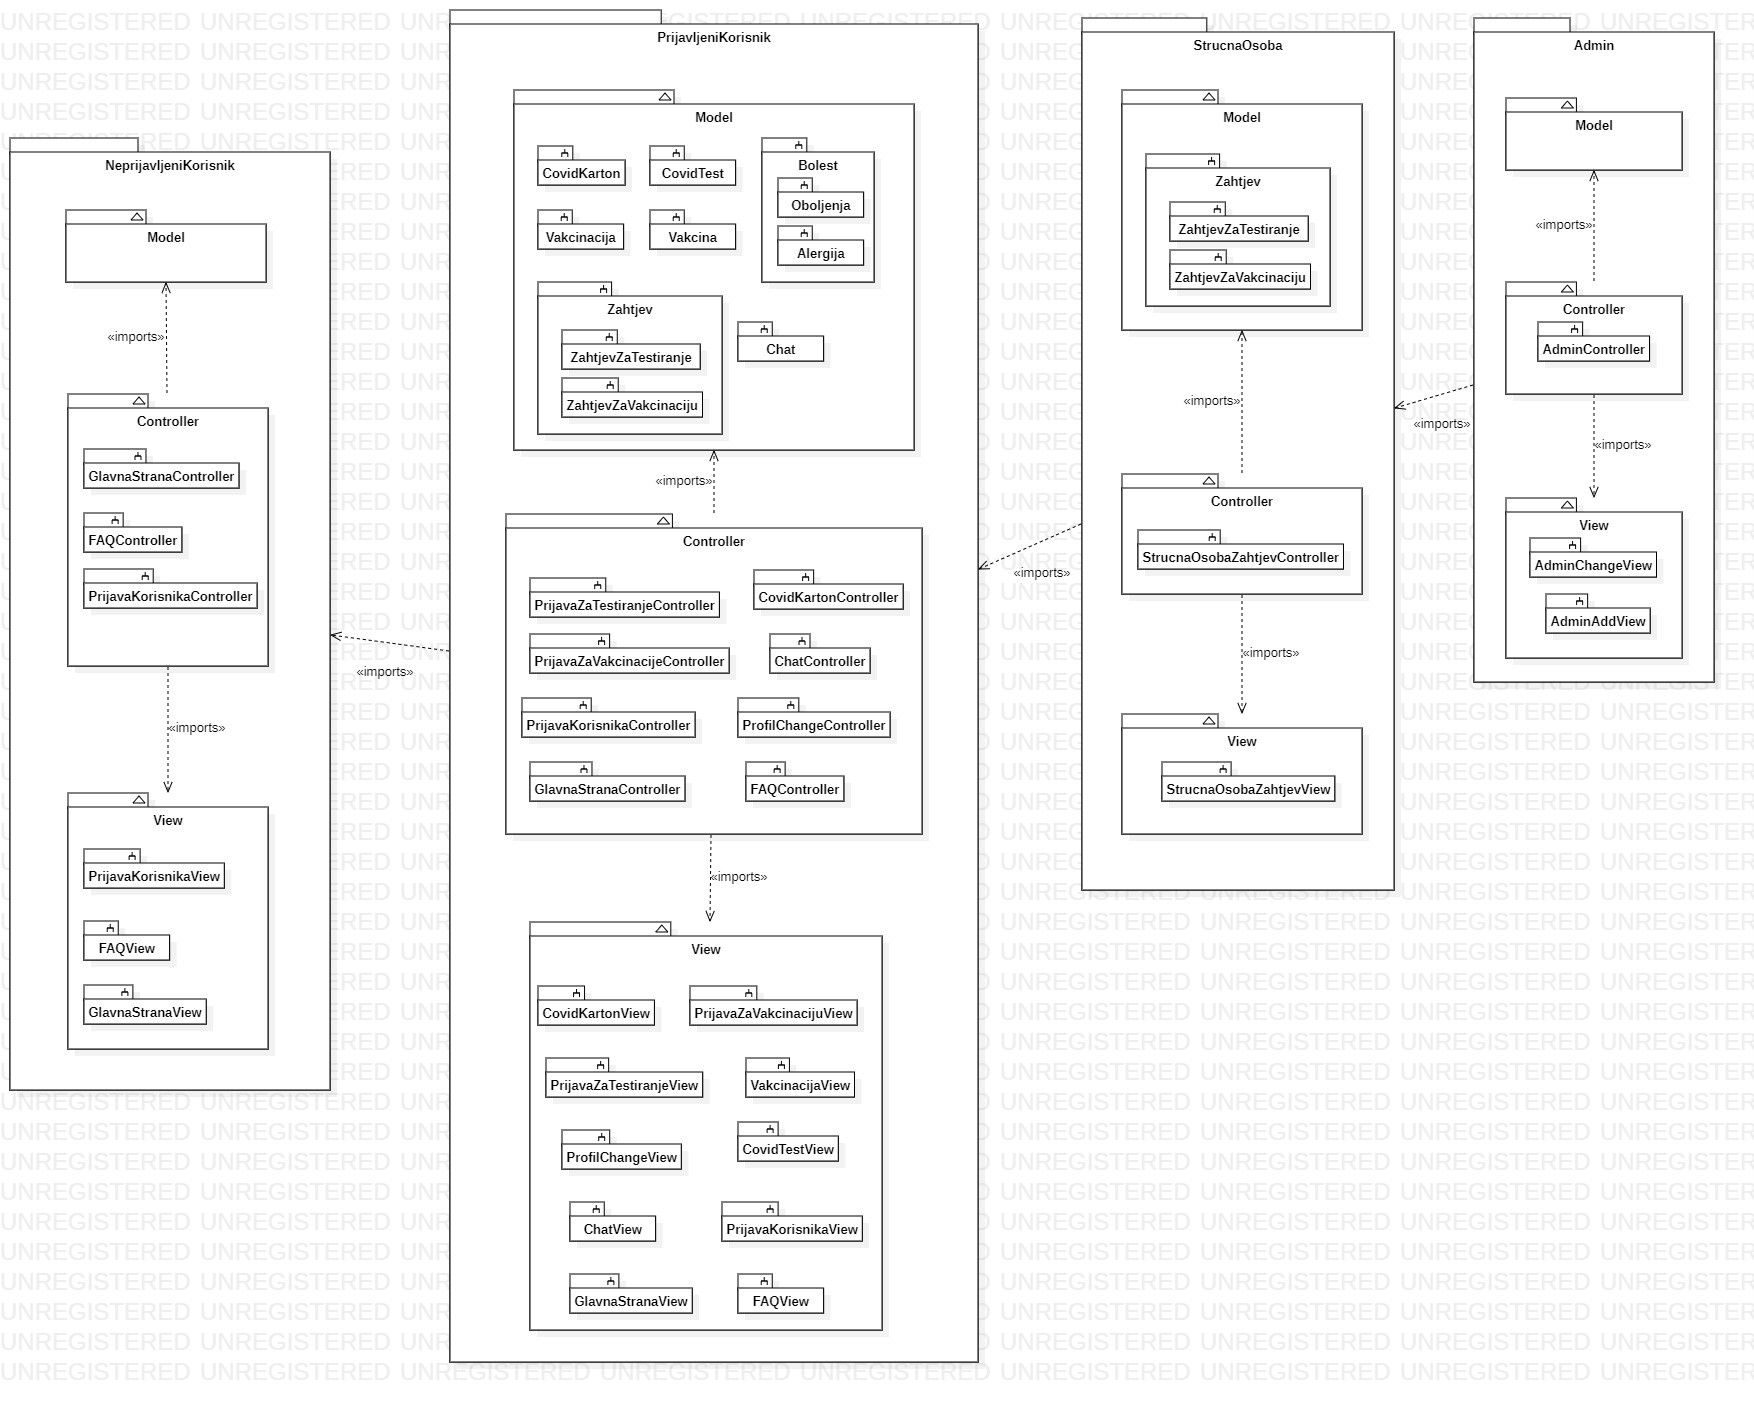 NeprijavljeniKorisnik
Model
«imports»
Controller
GlavnaStranaController
FAQController
PrijavaKorisnikaController
«imports»
View
PrijavaKorisnikaView
FAQView
GlavnaStranaView
«imports»
PrijavljeniKorisnik
Model
CovidKarton
CovidTest
Bolest
Oboljenja
Alergija
Vakcinacija
Vakcina
Zahtjev
ZahtjevZaTestiranje
ZahtjevZaVakcinaciju
Chat
«imports»
Controller
PrijavaZaTestiranjeController
CovidKartonController
PrijavaZaVakcinacijeController
ChatController
PrijavaKorisnikaController
ProfilChangeController
GlavnaStranaController
FAQController
«imports»
View
CovidKartonView
PrijavaZaVakcinacijuView
PrijavaZaTestiranjeView
VakcinacijaView
ProfilChangeView
CovidTestView
ChatView
PrijavaKorisnikaView
GlavnaStranaView
FAQView
«imports»
StrucnaOsoba
Model
Zahtjev
ZahtjevZaTestiranje
ZahtjevZaVakcinaciju
«imports»
Controller
StrucnaOsobaZahtjevController
«imports»
View
StrucnaOsobaZahtjevView
«imports»
Admin
Model
«imports»
Controller
AdminController
«imports»
View
AdminChangeView
AdminAddView
UNREGISTERED